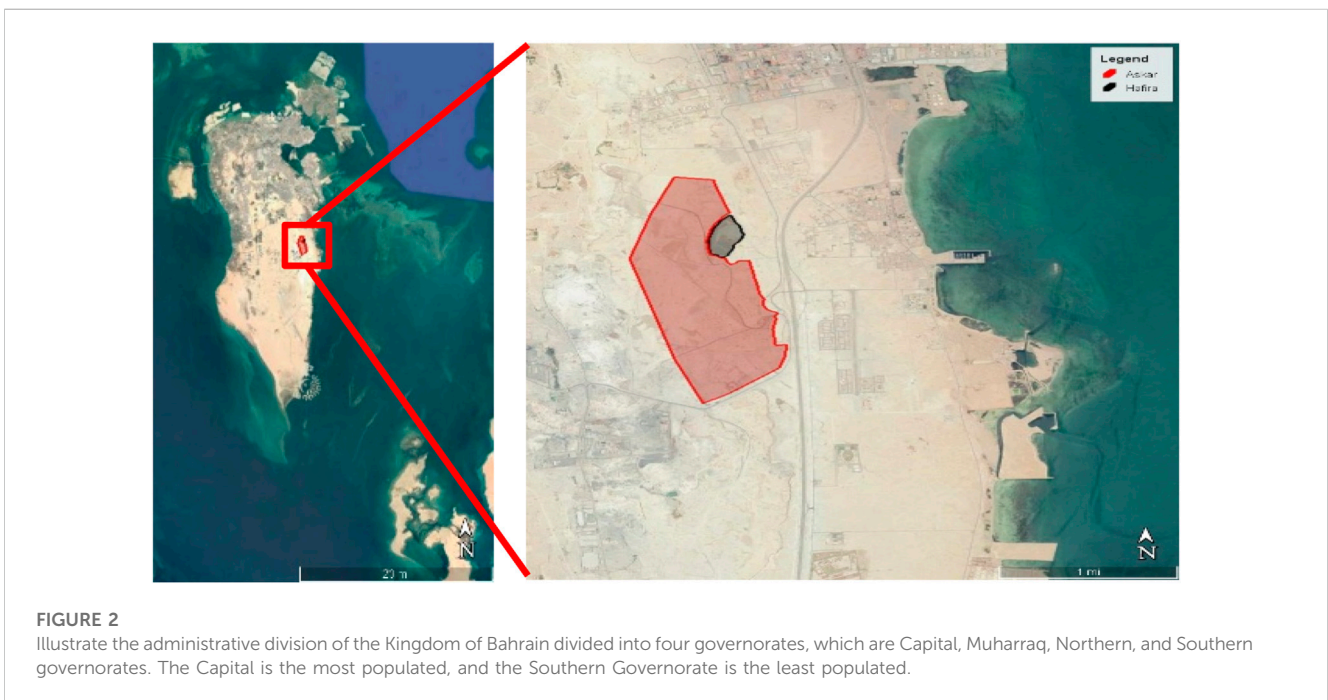 Legend
Askar
Hafira
N
20 m
N
1 mi
FIGURE 2
Illustrate the administrative division of the Kingdom of Bahrain divided into four governorates, which are Capital, Muharraq, Northern, and Southern
governorates. The Capital is the most populated, and the Southern Governorate is the least populated.